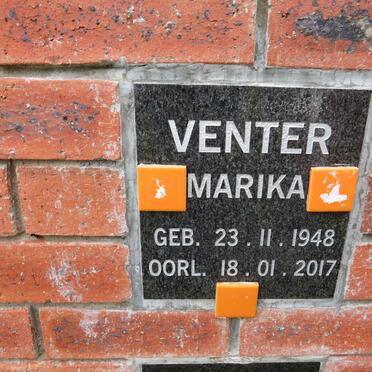 VENTER
MARIKA
GEB. 23.11.1948
OORL. 18.01.2017